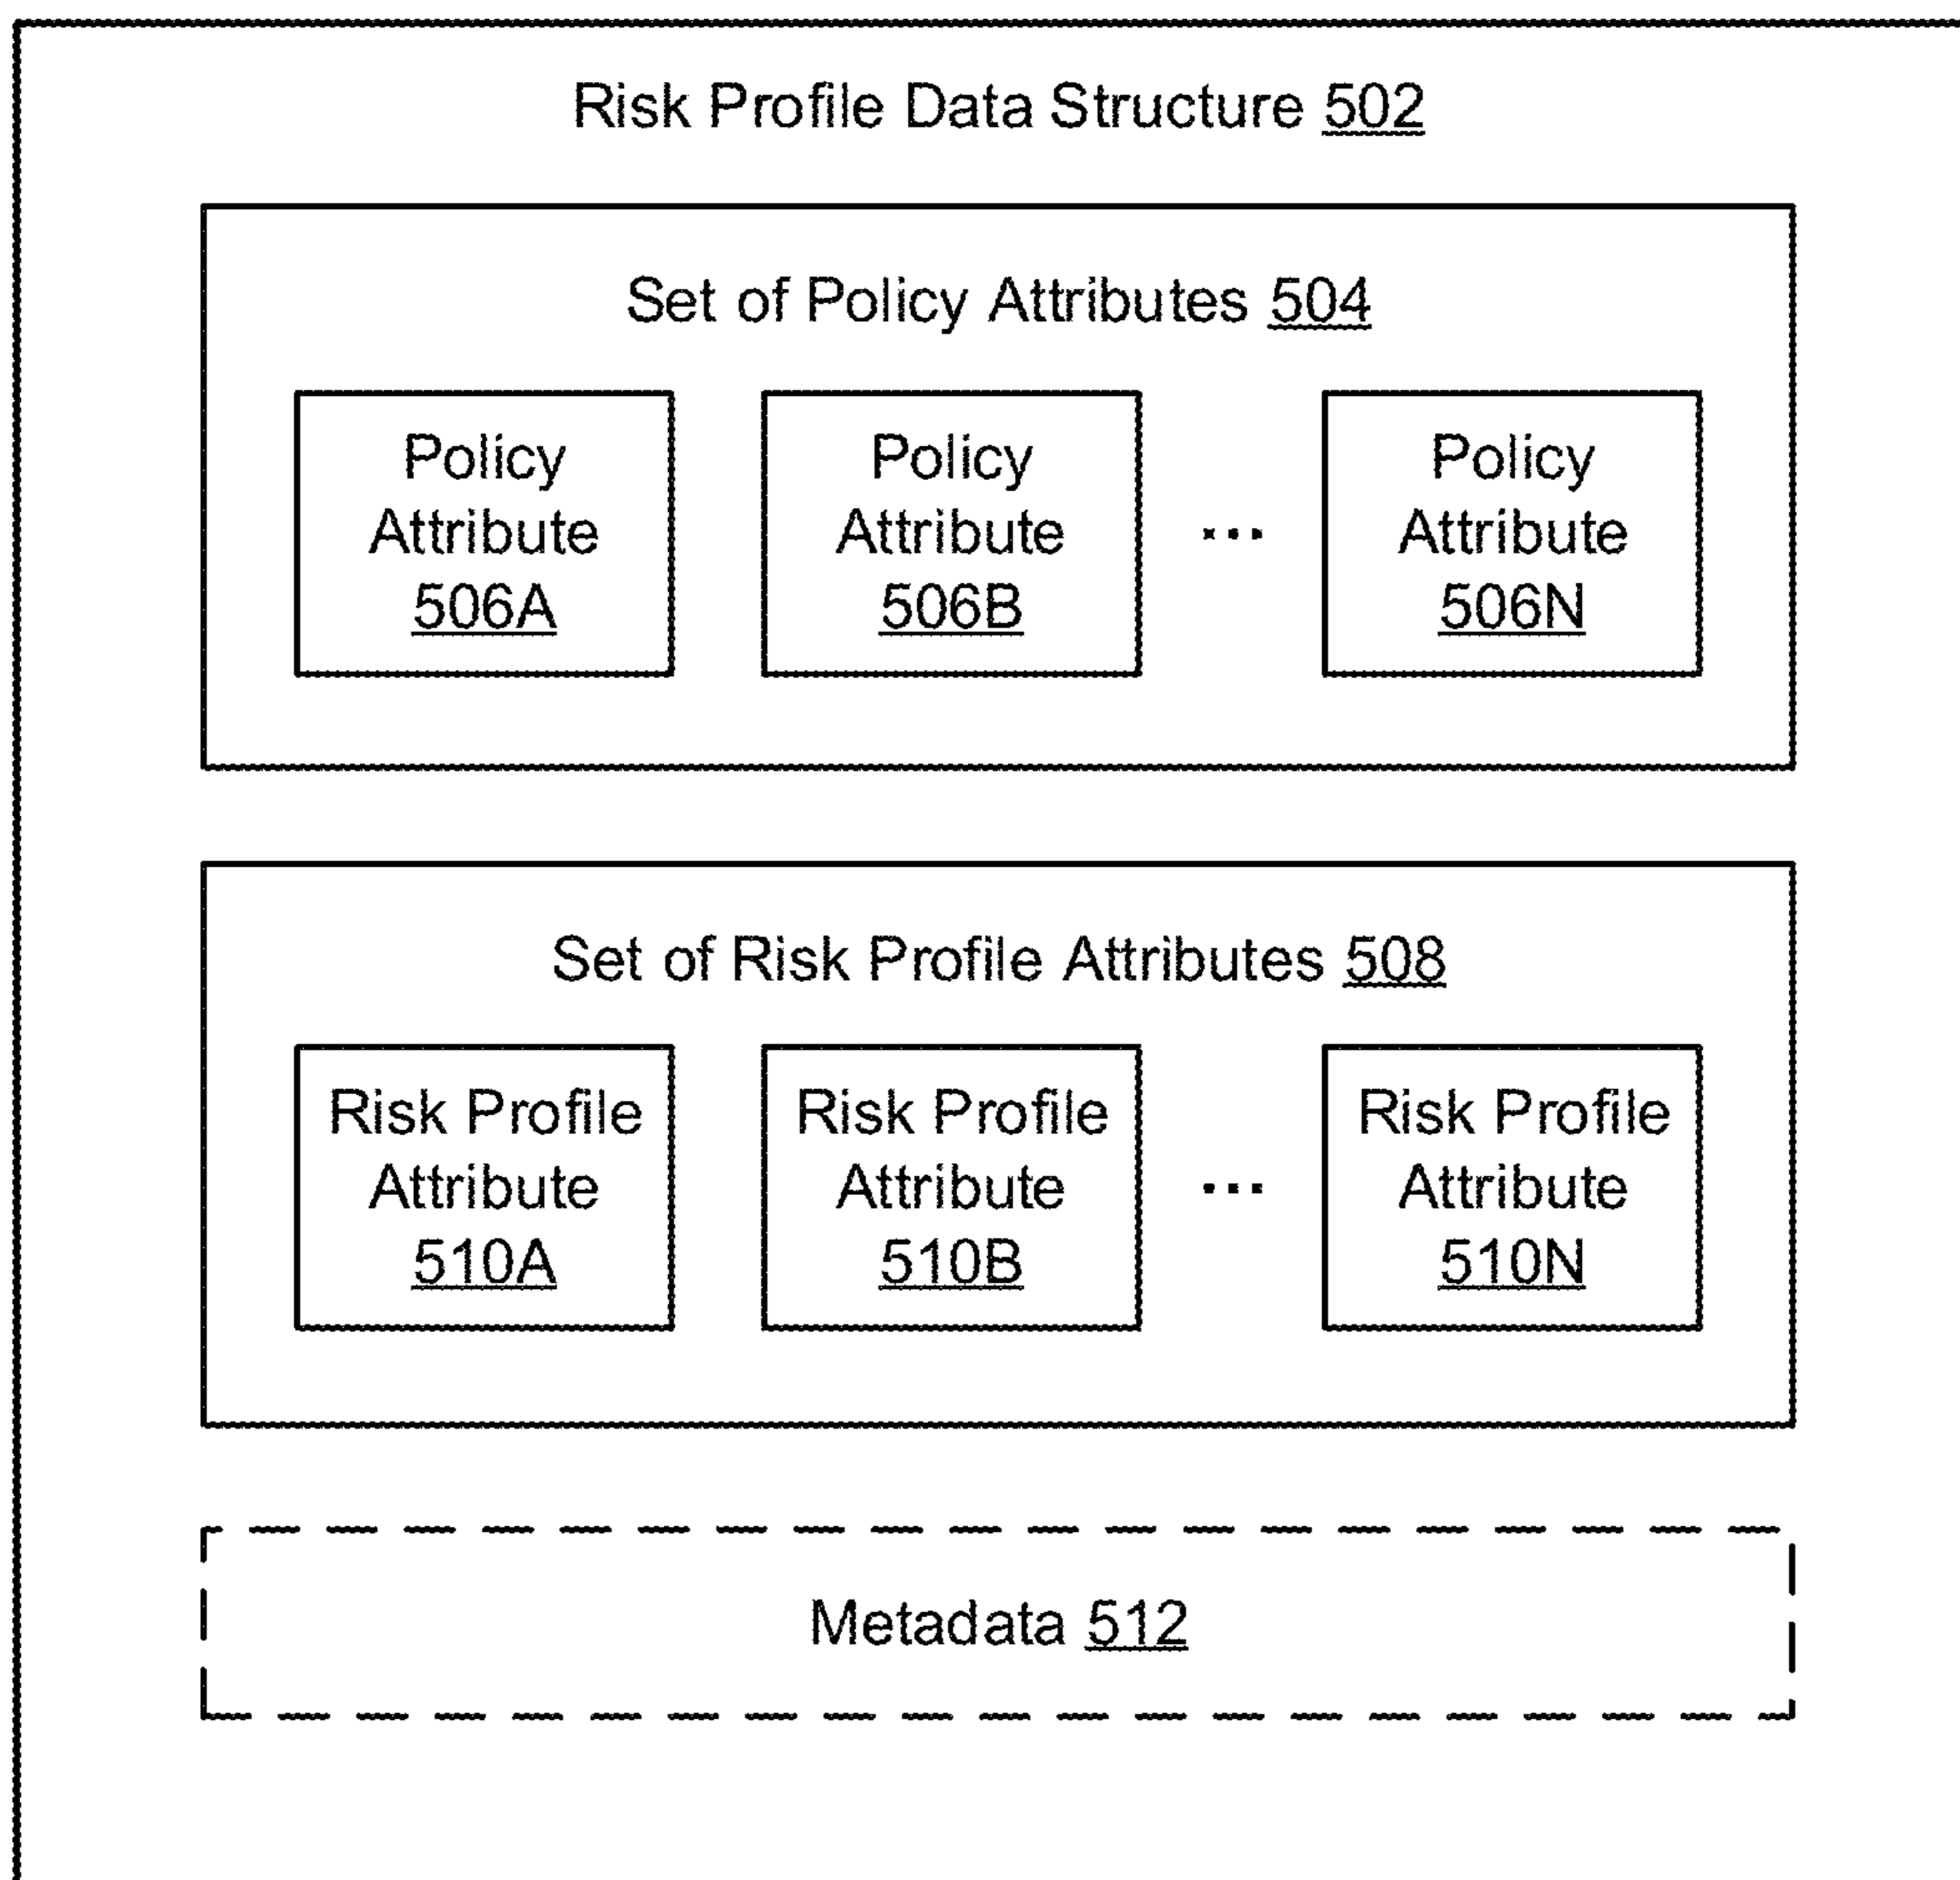 Risk Profile Data Structure 502
Set of Policy Attributes 504
Policy
Attribute
506A
Policy
Attribute
506B
...
Policy
Attribute
506N
Set of Risk Profile Attributes 508
Risk Profile
Attribute
510A
Risk Profile
Attribute
510B
...
Risk Profile
Attribute
510N
Metadata 512